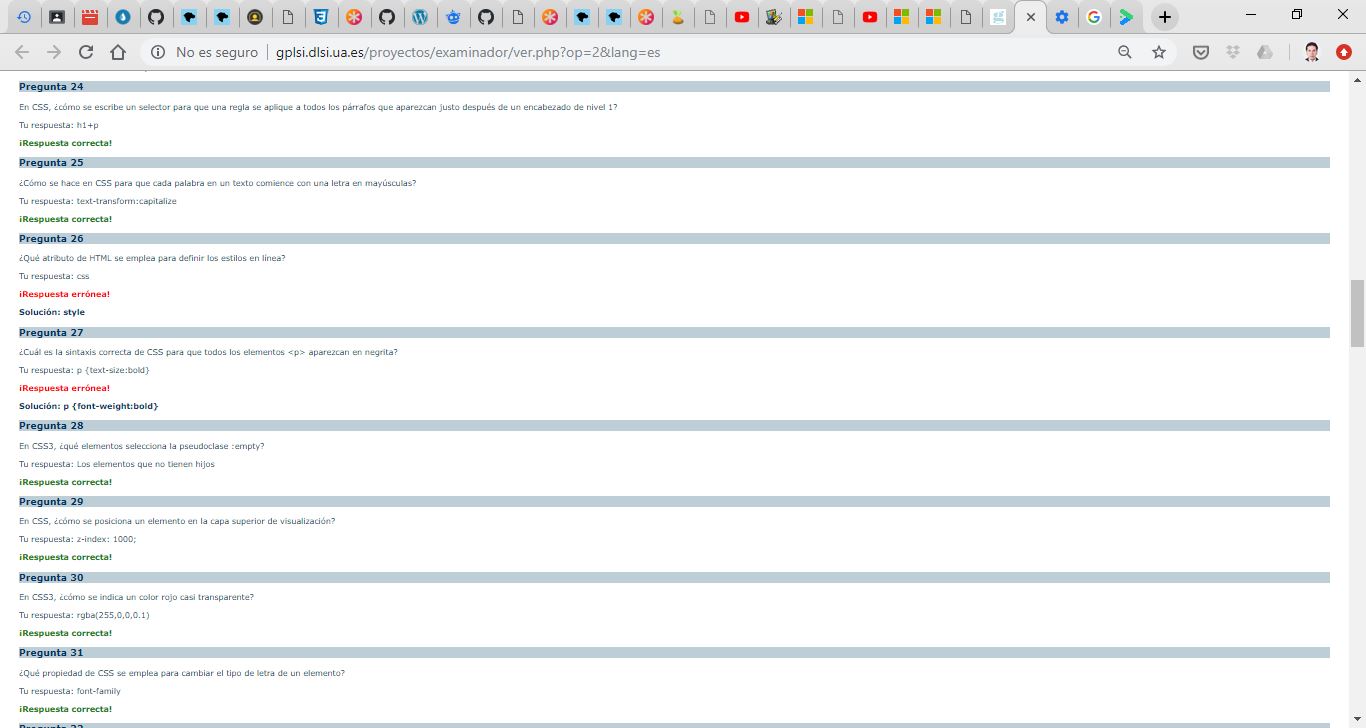 No es seguro | gplsi.dlsi.ua.es/proyectos/examinador/ver.php?op=2&lang=es
Pregunta 24
En CSS, ¿cómo se escribe un selector para que una regla se aplique a todos los párrafos que aparezcan justo después de un encabezado de nivel 1?
Tu respuesta: h1+p
¡Respuesta correcta!
Pregunta 25
¿Cómo se hace en CSS para que cada palabra en un texto comience con una letra en mayúsculas?
Tu respuesta: text-transform:capitalize
¡Respuesta correcta!
Pregunta 26
¿Qué atributo de HTML se emplea para definir los estilos en línea?
Tu respuesta: css
¡Respuesta errónea!
Solución: style
Pregunta 27
¿Cuál es la sintaxis correcta de CSS para que todos los elementos <p> aparezcan en negrita?
Tu respuesta: p {text-size:bold}
¡Respuesta errónea!
Solución: p {font-weight:bold}
Pregunta 28
En CSS3, ¿qué elementos selecciona la pseudoclase :empty?
Tu respuesta: Los elementos que no tienen hijos
¡Respuesta correcta!
Pregunta 29
En CSS, ¿cómo se posiciona un elemento en la capa superior de visualización?
Tu respuesta: z-index: 1000;
¡Respuesta correcta!
Pregunta 30
En CSS3, ¿cómo se indica un color rojo casi transparente?
Tu respuesta: rgba(255,0,0,0.1)
¡Respuesta correcta!
Pregunta 31
¿Qué propiedad de CSS se emplea para cambiar el tipo de letra de un elemento?
Tu respuesta: font-family
¡Respuesta correcta!